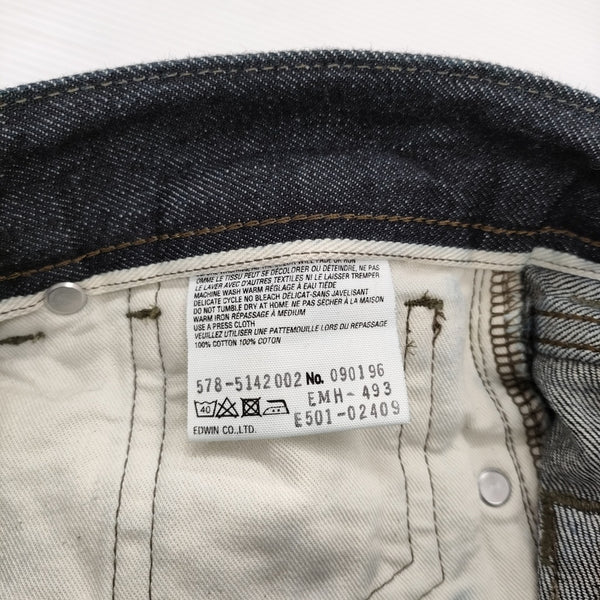 OMME LE TISSU PEUT SE DÉCOLORER OU DÉTEINDRE, NE PAS
LE LAVER AVEC D'AUTRES TEXTILES NI LE LAISSER TREMPER
MACHINE WASH WARM RÉGLAGE À EAU TIÈDE
DELICATE CYCLE NO BLEACH DÉLICAT-SANS JAVELISANT
DO NOT TUMBLE DRY AT HOME NE PAS SÉCHER À LA MAISON
WARM IRON REPASSAGE À MEDIUM
USE A PRESS CLOTH
VEUILLEZ UTILISER UNE PATTEMOUILLE LORS DU REPASSAGE
100% COTTON 100% COTON
578-5142002 No. 090196
EMH-493
40
E501-02409
EDWIN CO.,LTD.